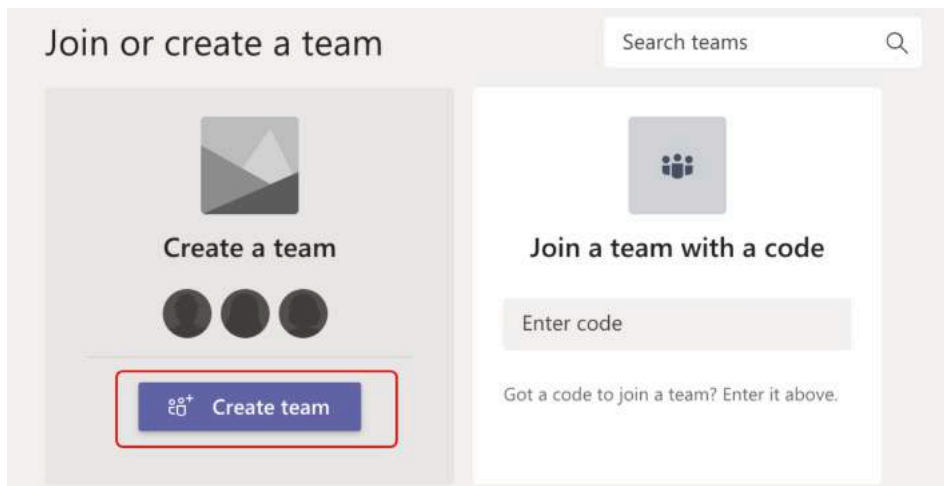 Join or create a team
Search teams
Create a team
Create team
Join a team with a code
Enter code
Got a code to join a team? Enter it above.